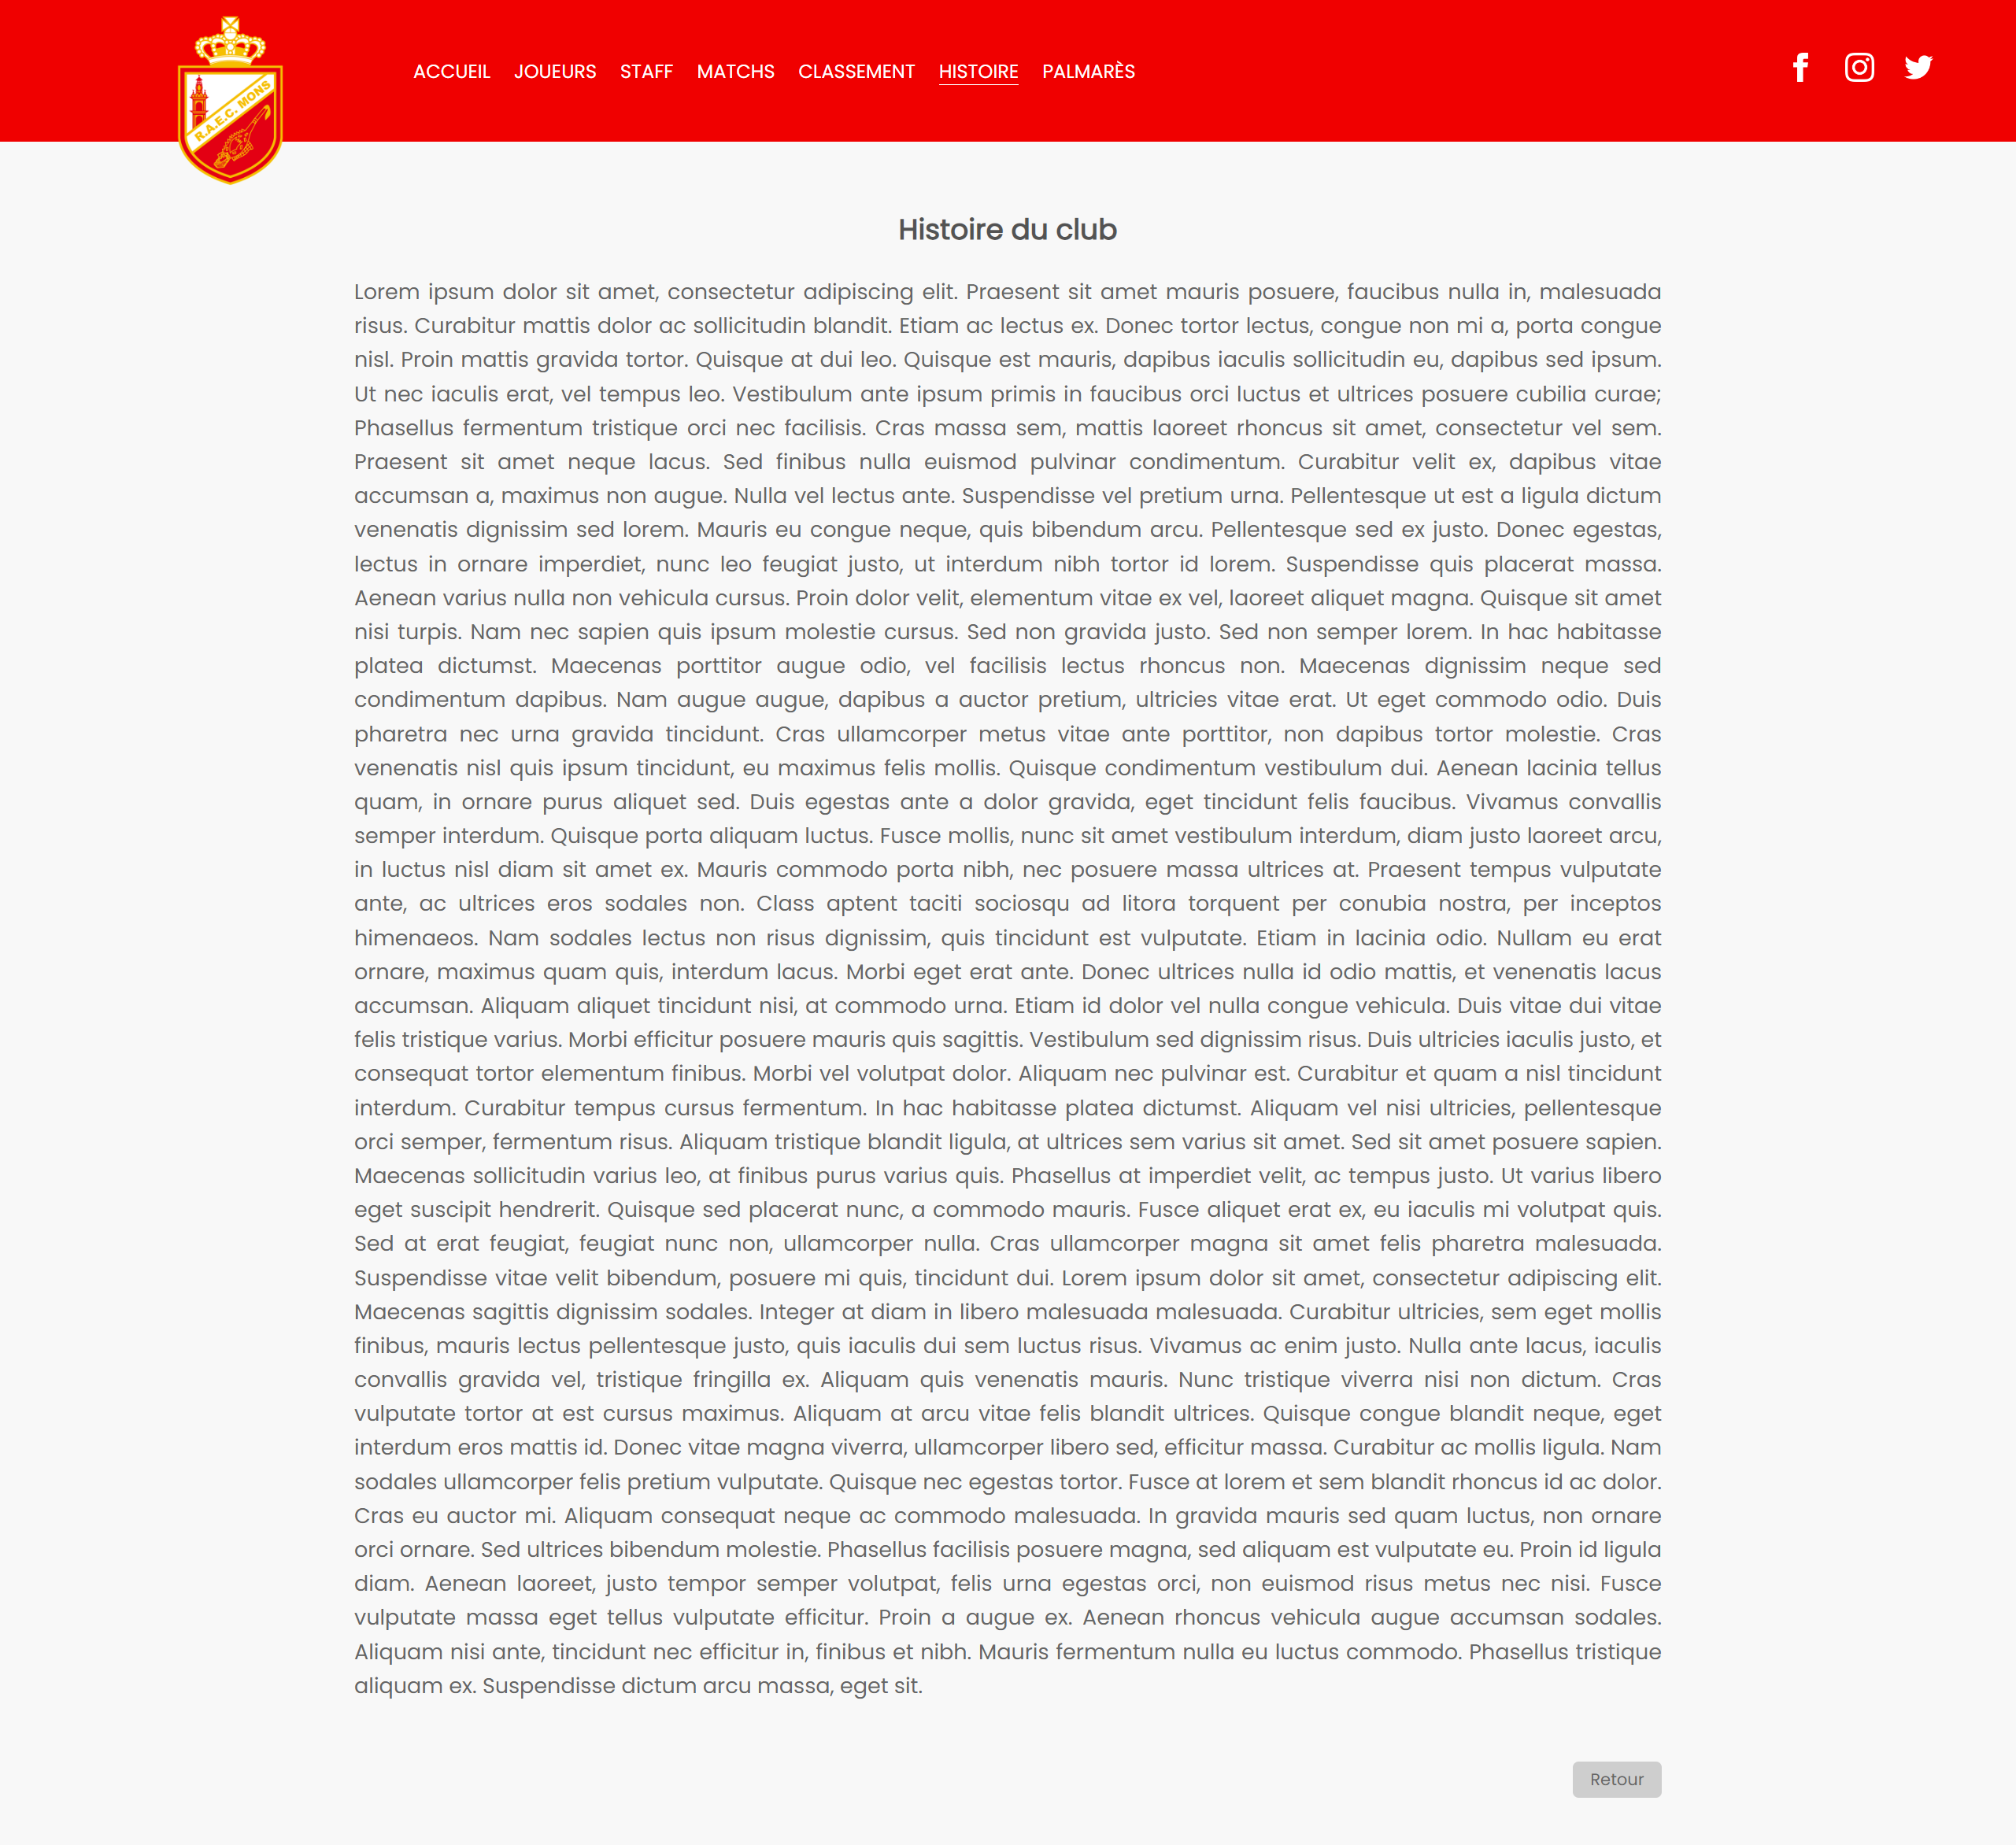 R.A.E.C. MONS
ACCUEIL JOUEURS STAFF MATCHS CLASSEMENT HISTOIRE PALMARÈS
Histoire du club
Lorem ipsum dolor sit amet, consectetur adipiscing elit. Praesent sit amet mauris posuere, faucibus nulla in, malesuada
risus. Curabitur mattis dolor ac sollicitudin blandit. Etiam ac lectus ex. Donec tortor lectus, congue non mi a, porta congue
nisl. Proin mattis gravida tortor. Quisque at dui leo. Quisque est mauris, dapibus iaculis sollicitudin eu, dapibus sed ipsum.
Ut nec iaculis erat, vel tempus leo. Vestibulum ante ipsum primis in faucibus orci luctus et ultrices posuere cubilia curae;
Phasellus fermentum tristique orci nec facilisis. Cras massa sem, mattis laoreet rhoncus sit amet, consectetur vel sem.
Praesent sit amet neque lacus. Sed finibus nulla euismod pulvinar condimentum. Curabitur velit ex, dapibus vitae
accumsan a, maximus non augue. Nulla vel lectus ante. Suspendisse vel pretium urna. Pellentesque ut est a ligula dictum
venenatis dignissim sed lorem. Mauris eu congue neque, quis bibendum arcu. Pellentesque sed ex justo. Donec egestas,
lectus in ornare imperdiet, nunc leo feugiat justo, ut interdum nibh tortor id lorem. Suspendisse quis placerat massa.
Aenean varius nulla non vehicula cursus. Proin dolor velit, elementum vitae ex vel, laoreet aliquet magna. Quisque sit amet
nisi turpis. Nam nec sapien quis ipsum molestie cursus. Sed non gravida justo. Sed non semper lorem. In hac habitasse
platea dictumst. Maecenas porttitor augue odio, vel facilisis lectus rhoncus non. Maecenas dignissim neque sed
condimentum dapibus. Nam augue augue, dapibus a auctor pretium, ultricies vitae erat. Ut eget commodo odio. Duis
pharetra nec urna gravida tincidunt. Cras ullamcorper metus vitae ante porttitor, non dapibus tortor molestie. Cras
venenatis nisl quis ipsum tincidunt, eu maximus felis mollis. Quisque condimentum vestibulum dui. Aenean lacinia tellus
quam, in ornare purus aliquet sed. Duis egestas ante a dolor gravida, eget tincidunt felis faucibus. Vivamus convallis
semper interdum. Quisque porta aliquam luctus. Fusce mollis, nunc sit amet vestibulum interdum, diam justo laoreet arcu,
in luctus nisl diam sit amet ex. Mauris commodo porta nibh, nec posuere massa ultrices at. Praesent tempus vulputate
ante, ac ultrices eros sodales non. Class aptent taciti sociosqu ad litora torquent per conubia nostra, per inceptos
himenaeos. Nam sodales lectus non risus dignissim, quis tincidunt est vulputate. Etiam in lacinia odio. Nullam eu erat
ornare, maximus quam quis, interdum lacus. Morbi eget erat ante. Donec ultrices nulla id odio mattis, et venenatis lacus
accumsan. Aliquam aliquet tincidunt nisi, at commodo urna. Etiam id dolor vel nulla congue vehicula. Duis vitae dui vitae
felis tristique varius. Morbi efficitur posuere mauris quis sagittis. Vestibulum sed dignissim risus. Duis ultricies iaculis justo, et
consequat tortor elementum finibus. Morbi vel volutpat dolor. Aliquam nec pulvinar est. Curabitur et quam a nisl tincidunt
interdum. Curabitur tempus cursus fermentum. In hac habitasse platea dictumst. Aliquam vel nisi ultricies, pellentesque
orci semper, fermentum risus. Aliquam tristique blandit ligula, at ultrices sem varius sit amet. Sed sit amet posuere sapien.
Maecenas sollicitudin varius leo, at finibus purus varius quis. Phasellus at imperdiet velit, ac tempus justo. Ut varius libero
eget suscipit hendrerit. Quisque sed placerat nunc, a commodo mauris. Fusce aliquet erat ex, eu iaculis mi volutpat quis.
Sed at erat feugiat, feugiat nunc non, ullamcorper nulla. Cras ullamcorper magna sit amet felis pharetra malesuada.
Suspendisse vitae velit bibendum, posuere mi quis, tincidunt dui. Lorem ipsum dolor sit amet, consectetur adipiscing elit.
Maecenas sagittis dignissim sodales. Integer at diam in libero malesuada malesuada. Curabitur ultricies, sem eget mollis
finibus, mauris lectus pellentesque justo, quis iaculis dui sem luctus risus. Vivamus ac enim justo. Nulla ante lacus, iaculis
convallis gravida vel, tristique fringilla ex. Aliquam quis venenatis mauris. Nunc tristique viverra nisi non dictum. Cras
vulputate tortor at est cursus maximus. Aliquam at arcu vitae felis blandit ultrices. Quisque congue blandit neque, eget
interdum eros mattis id. Donec vitae magna viverra, ullamcorper libero sed, efficitur massa. Curabitur ac mollis ligula. Nam
sodales ullamcorper felis pretium vulputate. Quisque nec egestas tortor. Fusce at lorem et sem blandit rhoncus id ac dolor.
Cras eu auctor mi. Aliquam consequat neque ac commodo malesuada. In gravida mauris sed quam luctus, non ornare
orci ornare. Sed ultrices bibendum molestie. Phasellus facilisis posuere magna, sed aliquam est vulputate eu. Proin id ligula
diam. Aenean laoreet, justo tempor semper volutpat, felis urna egestas orci, non euismod risus metus nec nisi. Fusce
vulputate massa eget tellus vulputate efficitur. Proin a augue ex. Aenean rhoncus vehicula augue accumsan sodales.
Aliquam nisi ante, tincidunt nec efficitur in, finibus et nibh. Mauris fermentum nulla eu luctus commodo. Phasellus tristique
aliquam ex. Suspendisse dictum arcu massa, eget sit.
Retour